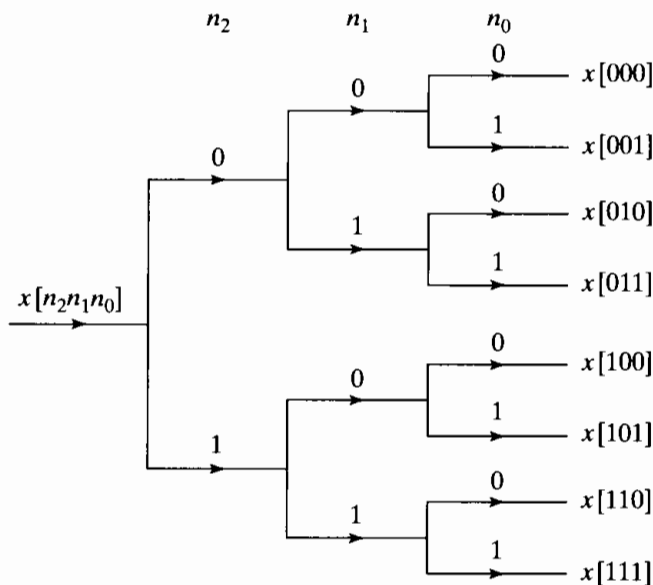 n₂ n₁ n₀
0 x[000]
0
1 x[001]
0
0 x[010]
1
1 x[011]
x[n₂n₁n₀]
0 x[100]
0
1 x[101]
1
0 x[110]
1
1 x[111]